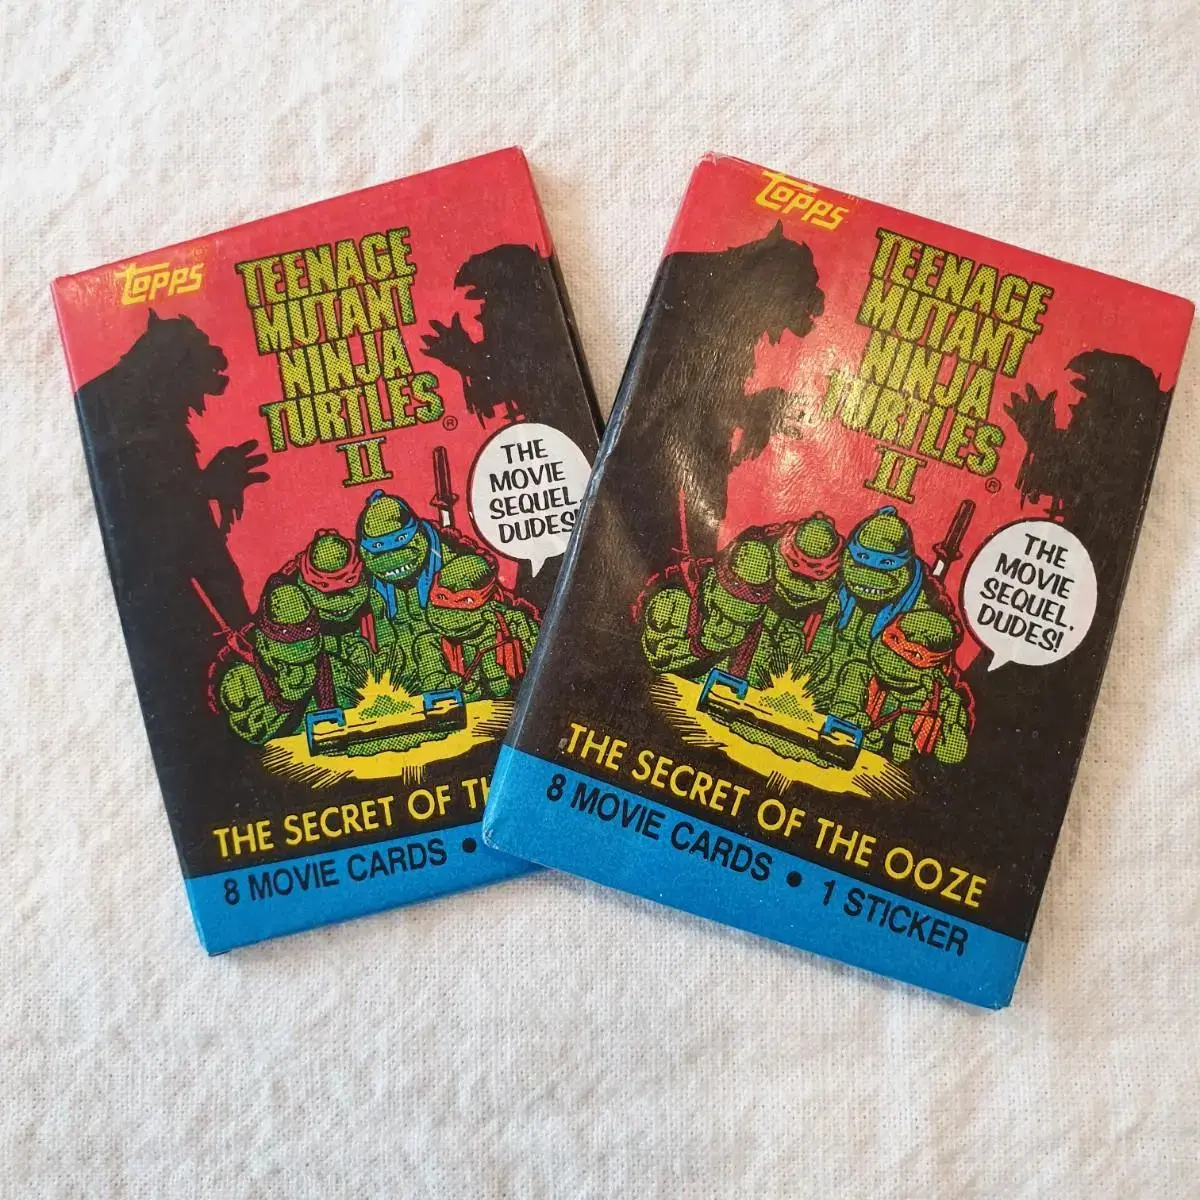 Topps
TEENAGE
MUTANT
NINJA
TURTLES®
II
THE
MOVIE
SEQUEL,
DUDES!
THE SECRET OF TH
8 MOVIE CARDS •
Topps
TEENAGE
MUTANT
NINJA
TURTLES
II ®
THE
MOVIE
SEQUEL,
DUDES!
THE SECRET OF THE OOZE
8 MOVIE CARDS • 1 STICKER